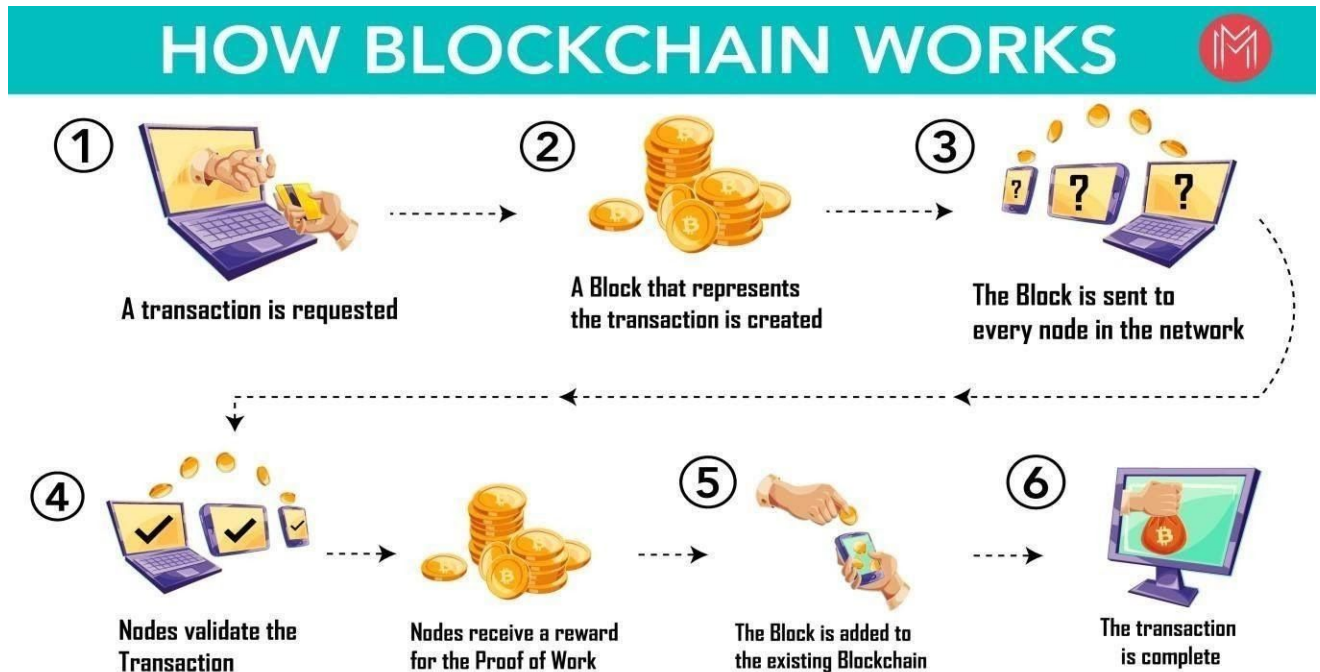 HOW BLOCKCHAIN WORKS
M
1
A transaction is requested
2
A Block that represents
the transaction is created
3
? ? ?
The Block is sent to
every node in the network
4
Nodes validate the
Transaction
Nodes receive a reward
for the Proof of Work
5
The Block is added to
the existing Blockchain
6
The transaction
is complete